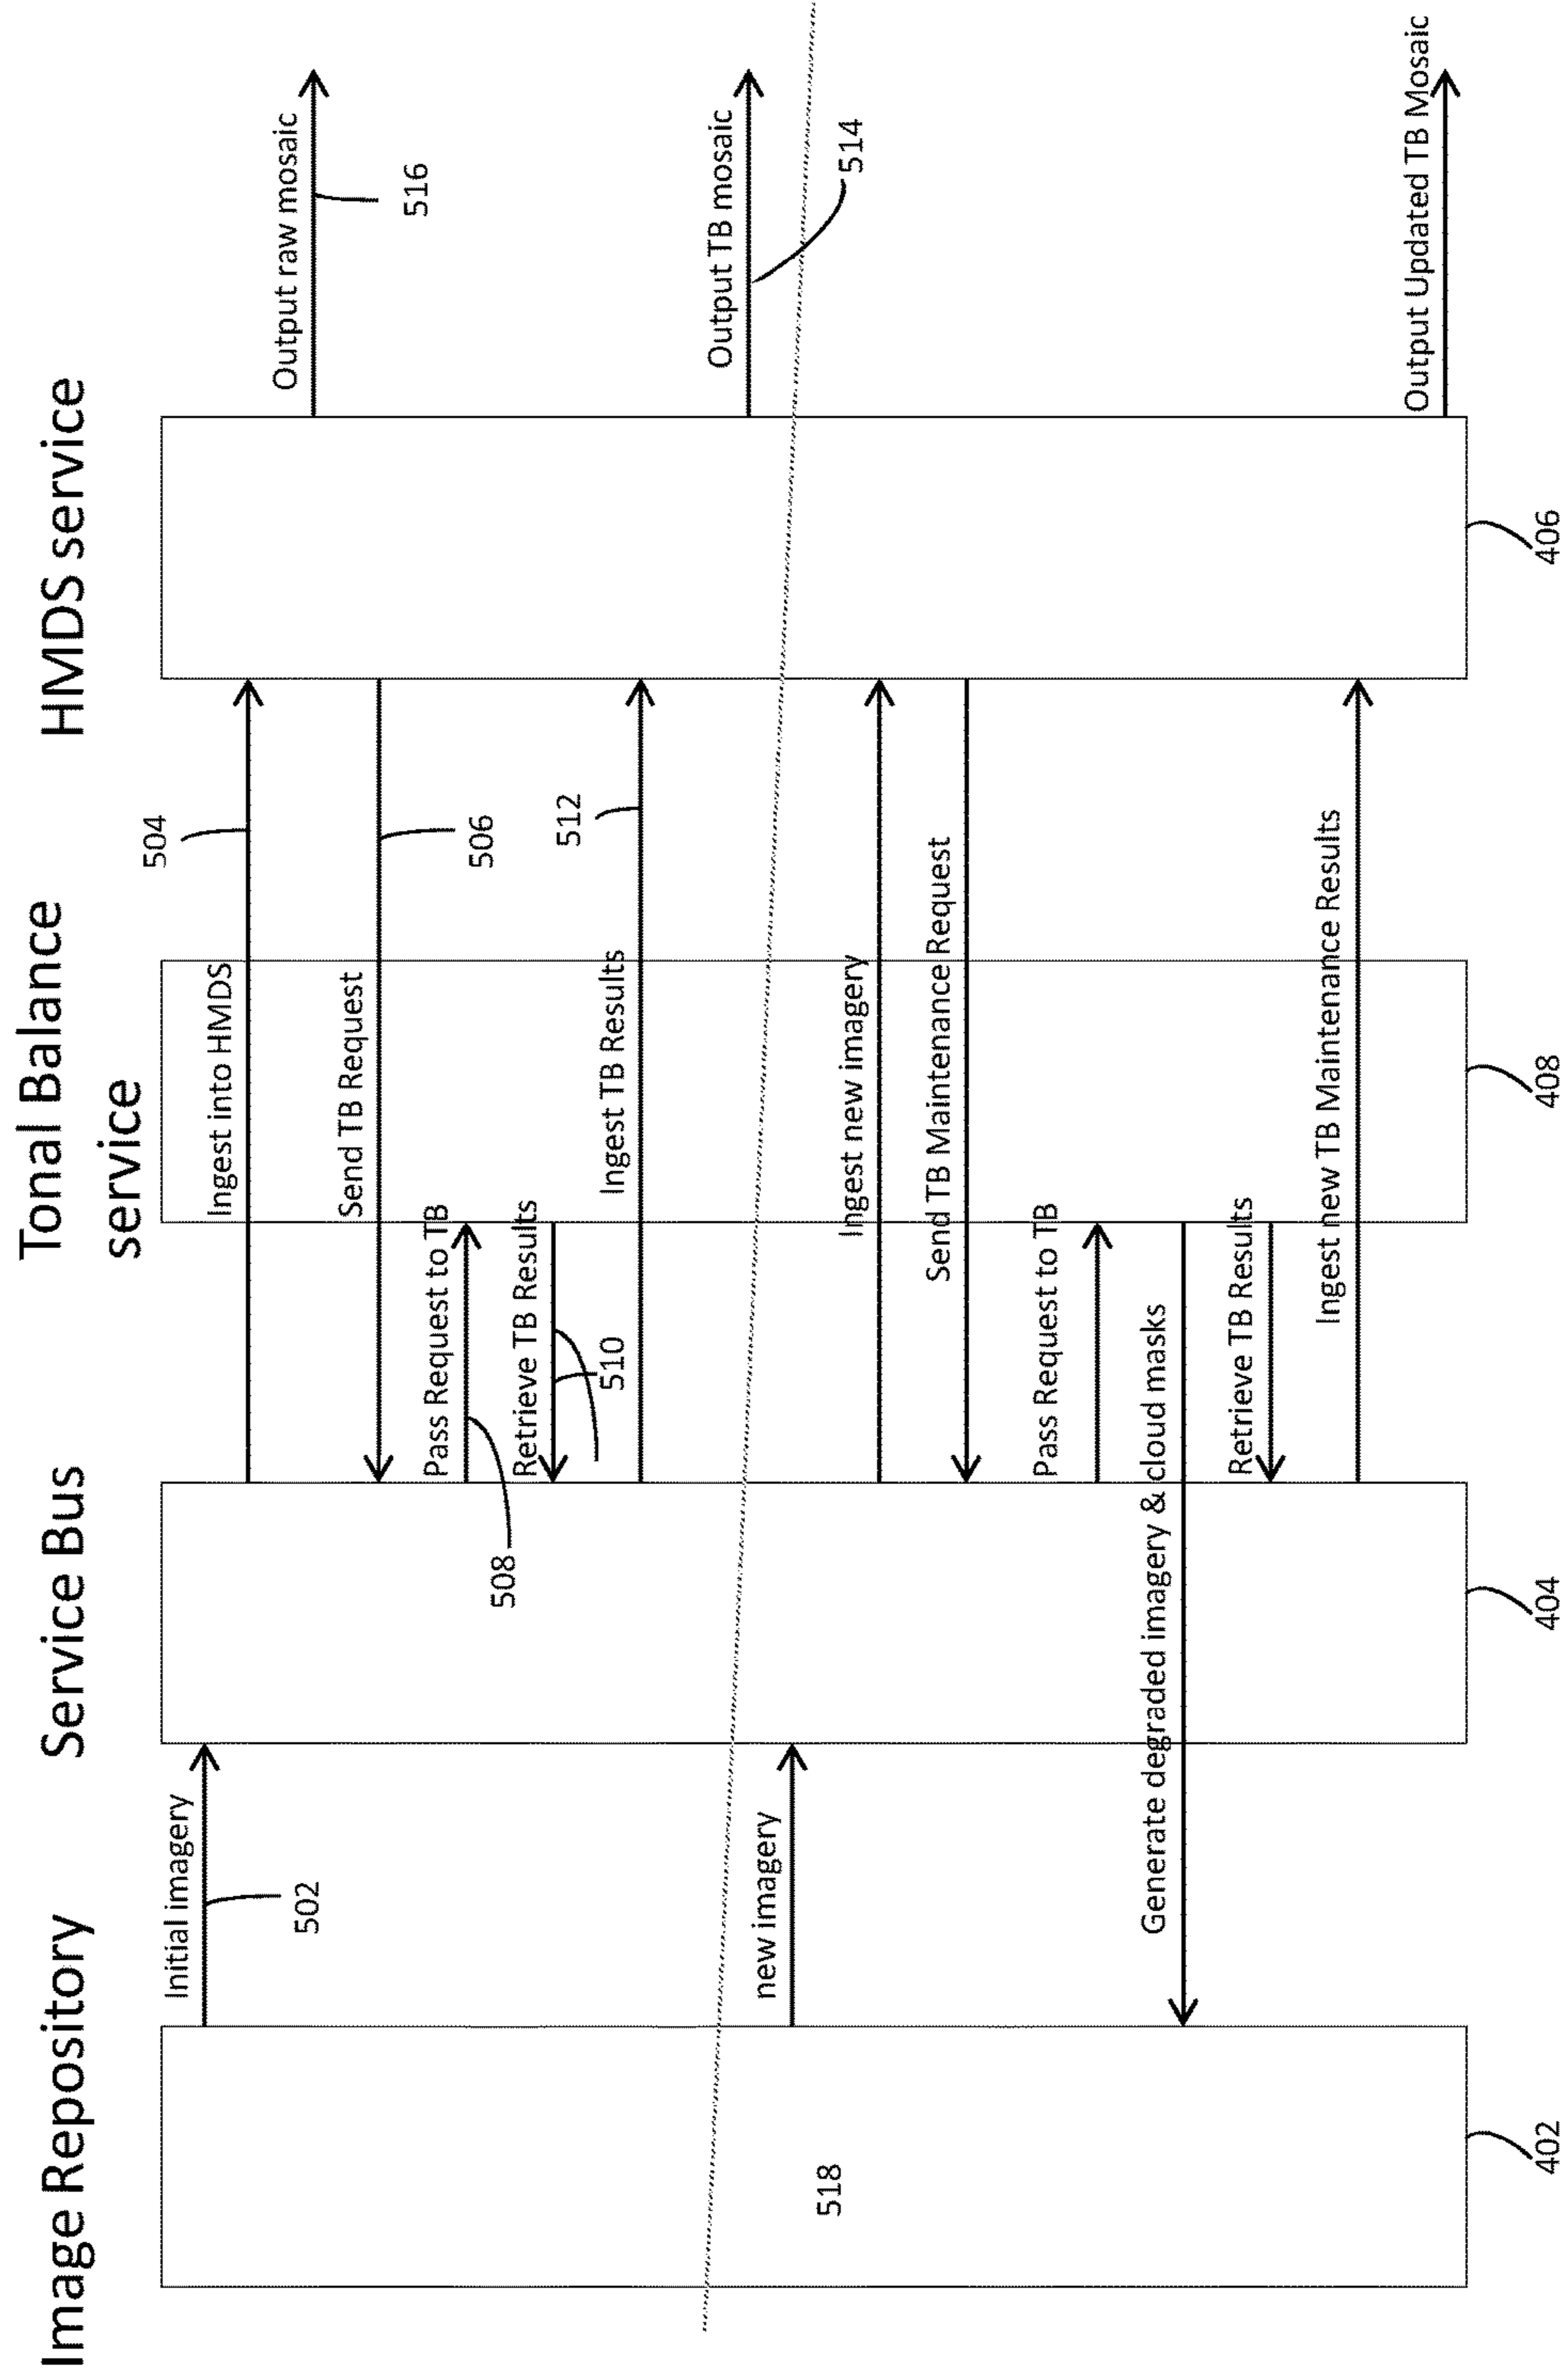 Image Repository
Service Bus
Tonal Balance
service
HMDS service
Initial imagery
502
504
Ingest into HMDS
Output raw mosaic
516
Send TB Request
506
Pass Request to TB
508
Retrieve TB Results
510
512
Ingest TB Results
Output TB mosaic
514
518
new imagery
Ingest new imagery
Send TB Maintenance Request
Pass Request to TB
Generate degraded imagery & cloud masks
Retrieve TB Results
Ingest new TB Maintenance Results
Output Updated TB Mosaic
402
404
408
406